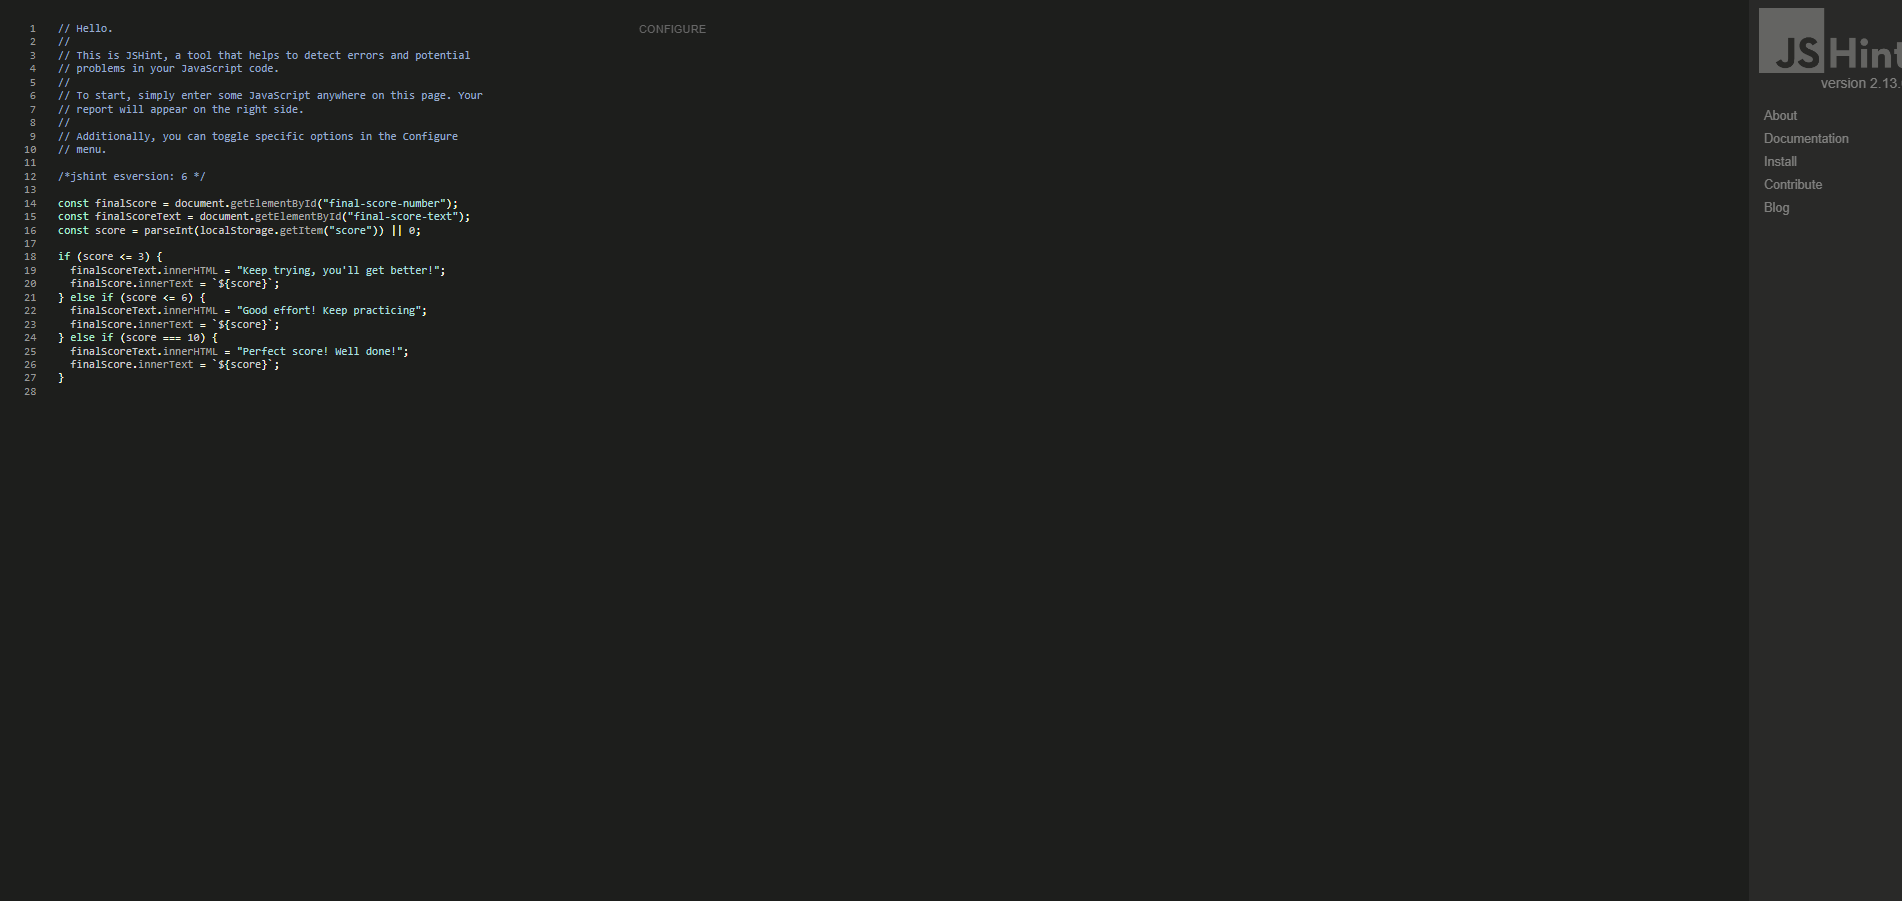 1 // Hello.
2 //
3 // This is JSHint, a tool that helps to detect errors and potential
4 // problems in your JavaScript code.
5 //
6 // To start, simply enter some JavaScript anywhere on this page. Your
7 // report will appear on the right side.
8 //
9 // Additionally, you can toggle specific options in the Configure
10 // menu.
11
12 /*jshint esversion: 6 */
13
14 const finalScore = document.getElementById("final-score-number");
15 const finalScoreText = document.getElementById("final-score-text");
16 const score = parseInt(localStorage.getItem("score")) || 0;
17
18 if (score <= 3) {
19   finalScoreText.innerHTML = "Keep trying, you'll get better!";
20   finalScore.innerText = `${score}`;
21 } else if (score <= 6) {
22   finalScoreText.innerHTML = "Good effort! Keep practicing";
23   finalScore.innerText = `${score}`;
24 } else if (score === 10) {
25   finalScoreText.innerHTML = "Perfect score! Well done!";
26   finalScore.innerText = `${score}`;
27 }
28
CONFIGURE
JSHint
version 2.13.
About
Documentation
Install
Contribute
Blog